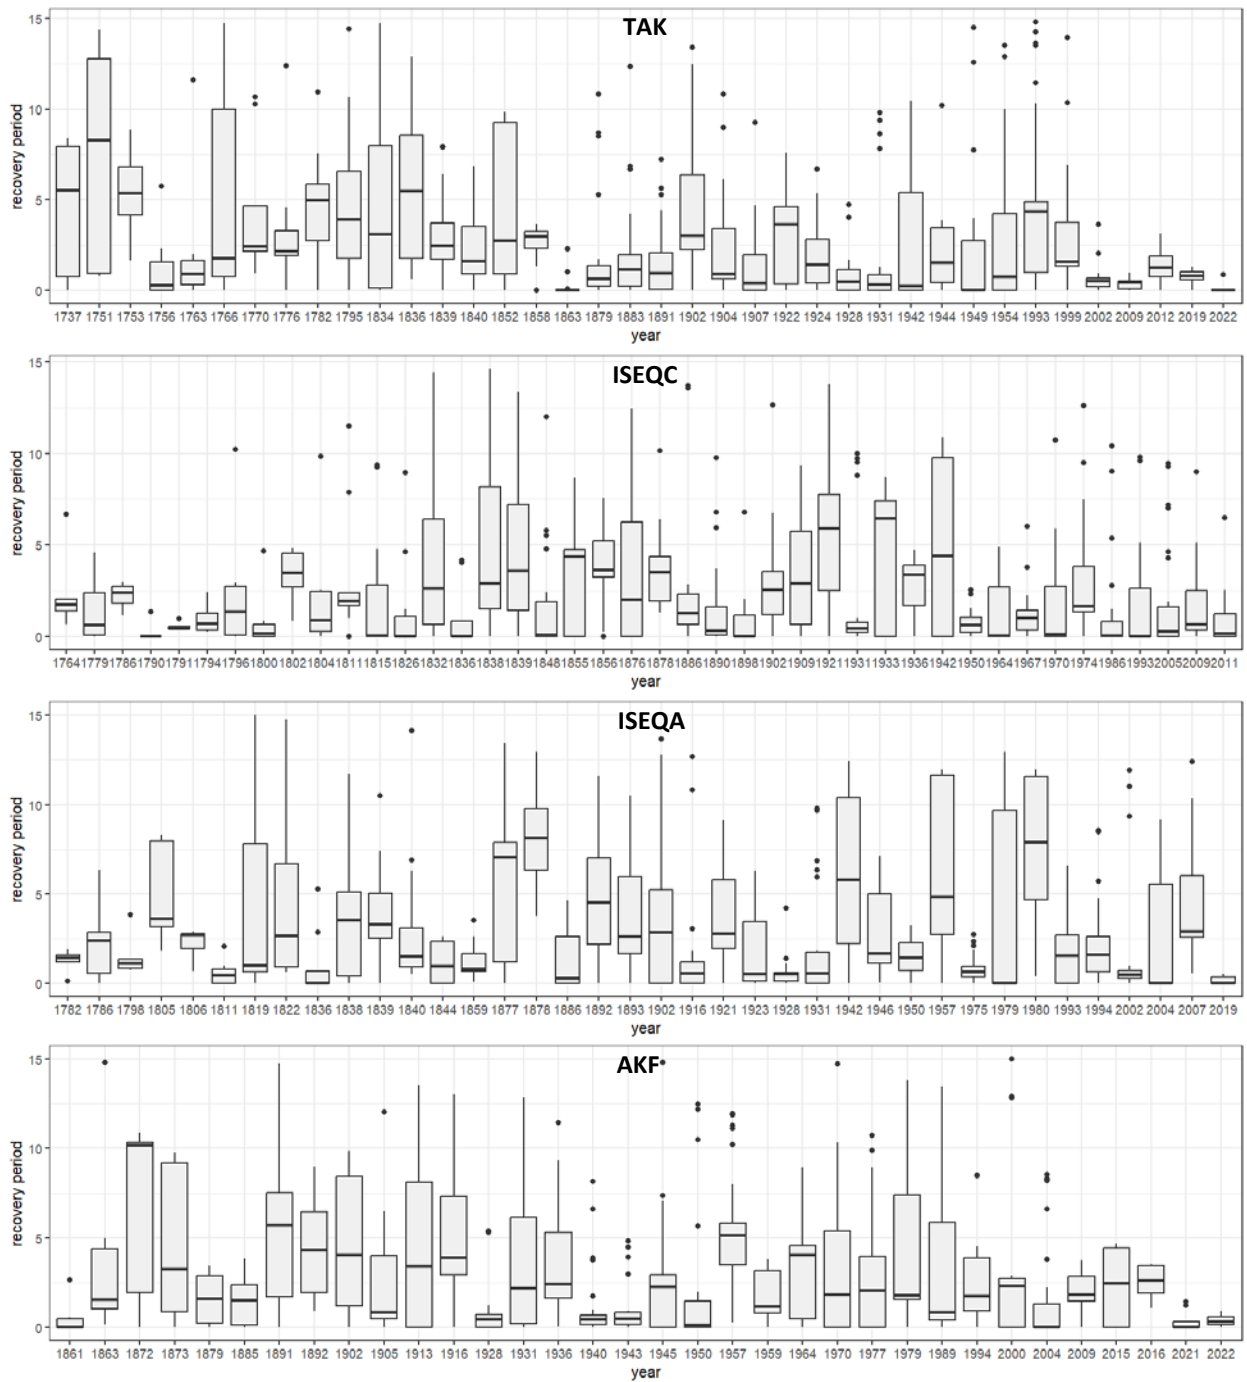 TAK
15
10
5
0
recovery period
1737 1751 1753 1756 1763 1766 1770 1776 1782 1795 1834 1836 1839 1840 1852 1858 1863 1879 1883 1891 1902 1904 1907 1922 1924 1928 1931 1942 1944 1949 1954 1993 1999 2002 2009 2012 2019 2022
year
ISEQC
15
10
5
0
recovery period
1764 1779 1786 1790 1791 1794 1796 1800 1802 1804 1811 1815 1826 1832 1836 1838 1839 1848 1855 1856 1876 1878 1886 1890 1898 1902 1909 1921 1931 1933 1936 1942 1950 1964 1967 1970 1974 1986 1993 2005 2009 2011
year
ISEQA
15
10
5
0
recovery period
1782 1786 1798 1805 1806 1811 1819 1822 1836 1838 1839 1840 1844 1859 1877 1878 1886 1892 1893 1902 1916 1921 1923 1928 1931 1942 1946 1950 1957 1975 1979 1980 1993 1994 2002 2004 2007 2019
year
AKF
15
10
5
0
recovery period
1861 1863 1872 1873 1879 1885 1891 1892 1902 1905 1913 1916 1928 1931 1936 1940 1943 1945 1950 1957 1959 1964 1970 1977 1979 1989 1994 2000 2004 2009 2015 2016 2021 2022
year